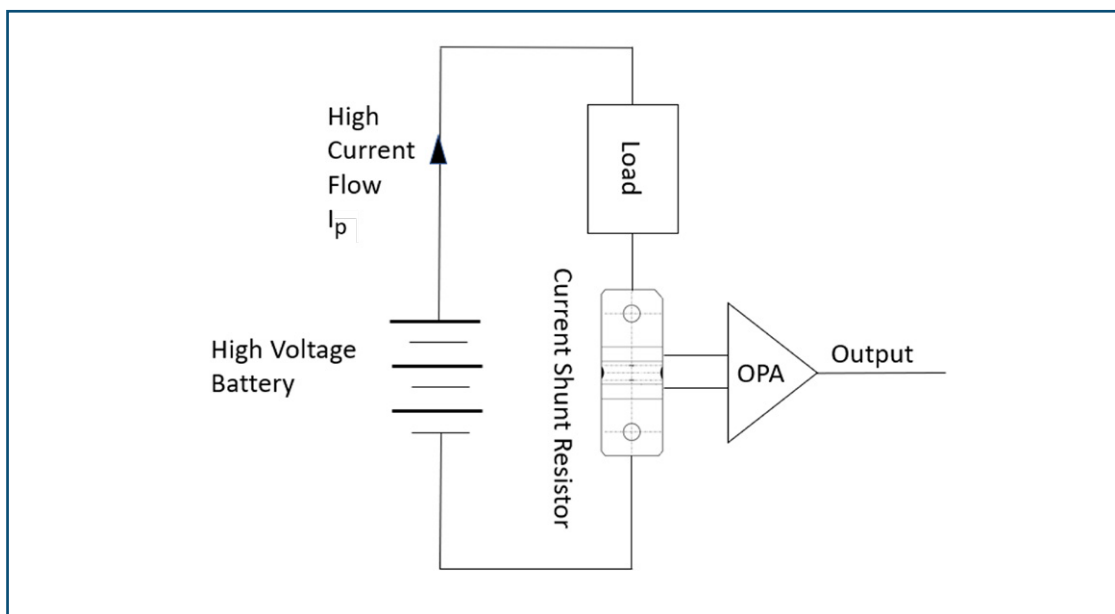 High
Current
Flow
Ip
High Voltage
Battery
Load
Current Shunt Resistor
OPA
Output